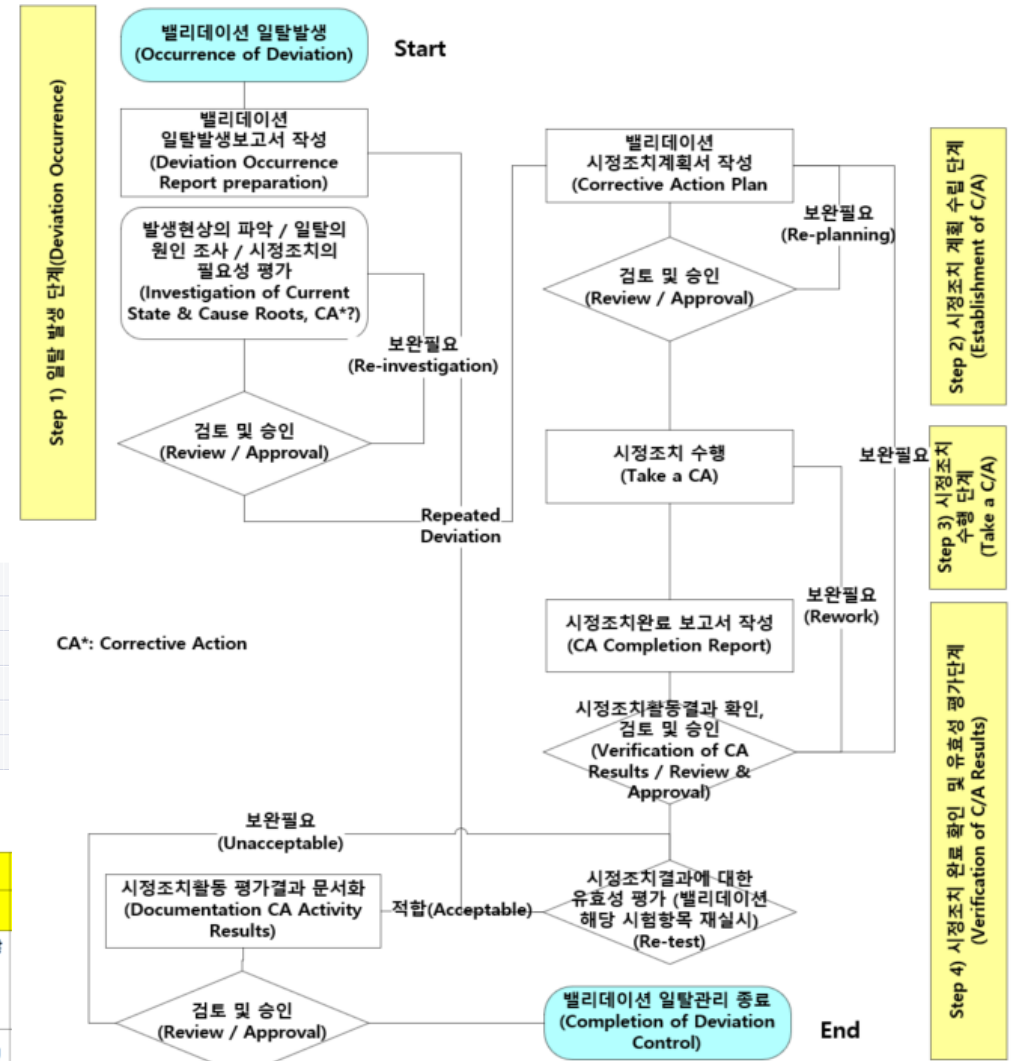 밸리데이션 일탈발생
(Occurrence of Deviation)
Start
밸리데이션
일탈발생보고서 작성
(Deviation Occurrence
Report preparation)
발생현상의 파악 / 일탈의
원인 조사 / 시정조치의
필요성 평가
(Investigation of Current
State & Cause Roots, CA*?)
보완필요
(Re-investigation)
검토 및 승인
(Review / Approval)
Repeated
Deviation
Step 1) 일탈 발생 단계(Deviation Occurrence)
CA*: Corrective Action
밸리데이션
시정조치계획서 작성
(Corrective Action Plan
보완필요
(Re-planning)
검토 및 승인
(Review / Approval)
Step 2) 시정조치 계획 수립 단계
(Establishment of C/A)
시정조치 수행
(Take a CA)
보완필요
Step 3) 시정조치
수행 단계
(Take a C/A)
보완필요
(Rework)
시정조치완료 보고서 작성
(CA Completion Report)
시정조치활동결과 확인,
검토 및 승인
(Verification of CA
Results / Review &
Approval)
Step 4) 시정조치 완료 확인 및 유효성 평가단계
(Verification of C/A Results)
보완필요
(Unacceptable)
시정조치결과에 대한
유효성 평가 (밸리데이션
해당 시험항목 재실시)
(Re-test)
적합(Acceptable)
시정조치활동 평가결과 문서화
(Documentation CA Activity
Results)
검토 및 승인
(Review / Approval)
밸리데이션 일탈관리 종료
(Completion of Deviation
Control)
End